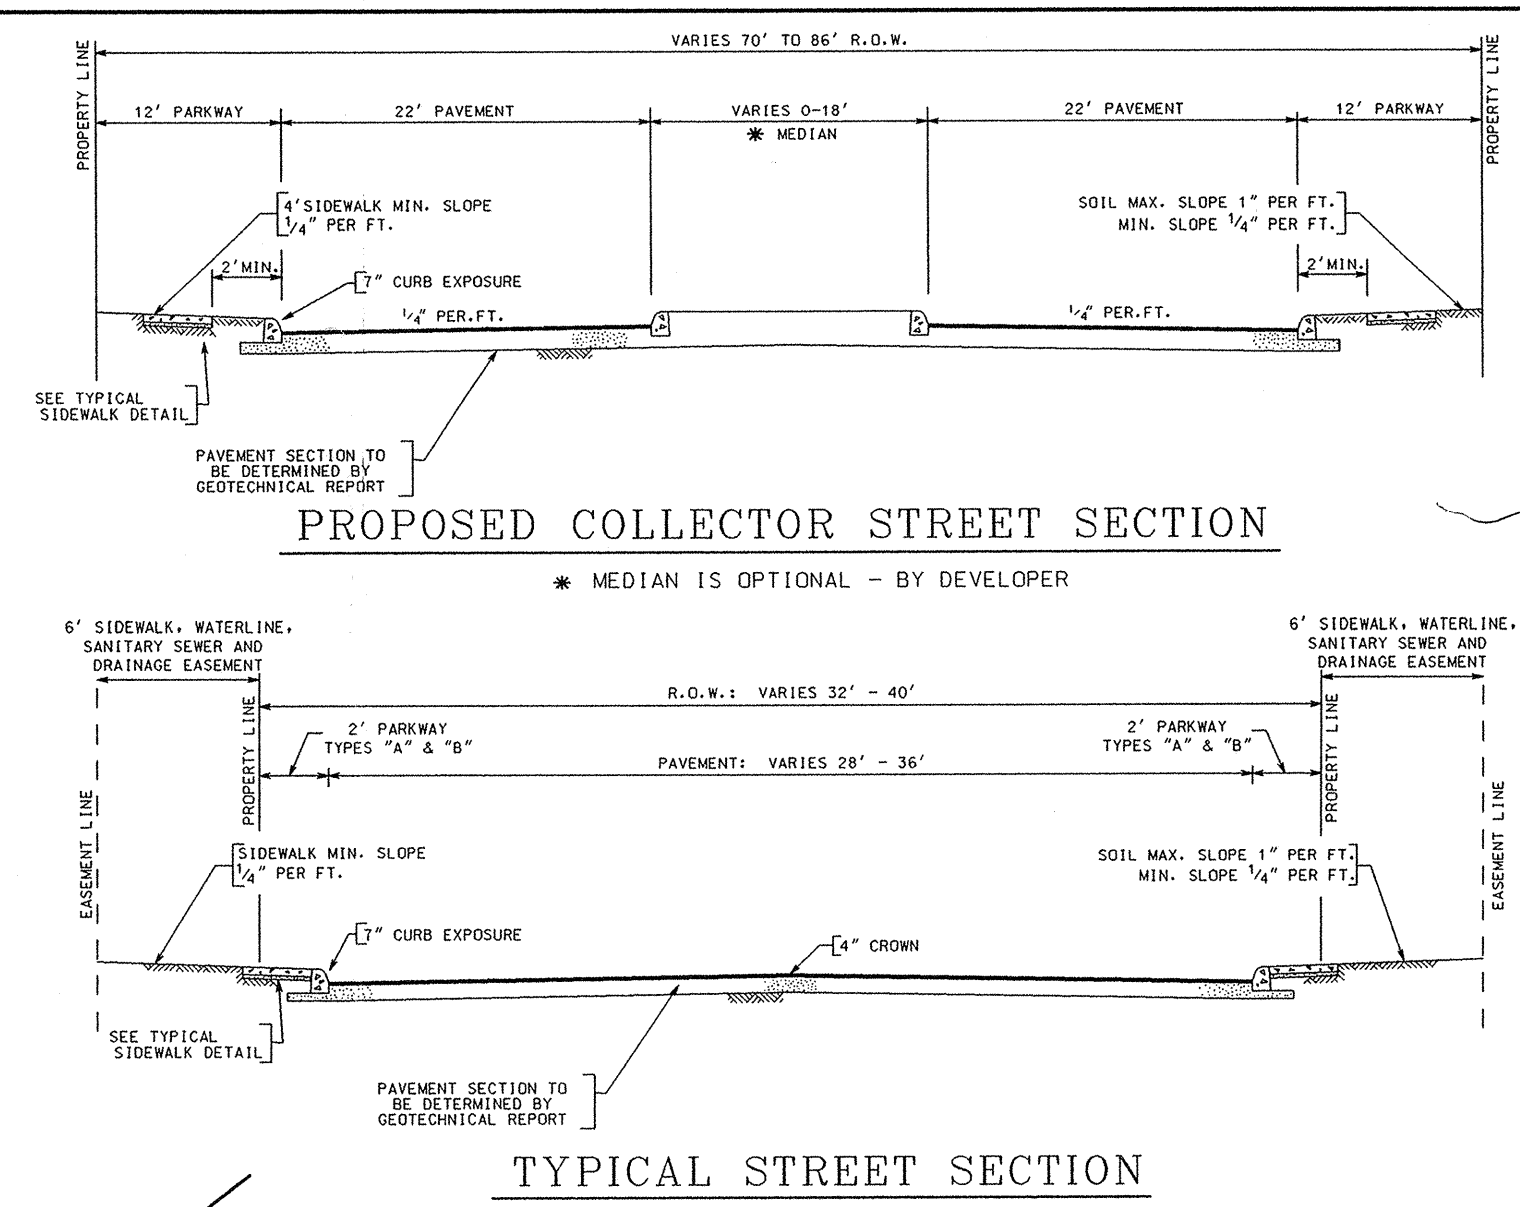 VARIES 70' TO 86' R.O.W.
PROPERTY LINE
PROPERTY LINE
12' PARKWAY
22' PAVEMENT
VARIES 0-18'
* MEDIAN
22' PAVEMENT
12' PARKWAY
4' SIDEWALK MIN. SLOPE
1/4" PER FT.
SOIL MAX. SLOPE 1" PER FT.
MIN. SLOPE 1/4" PER FT.
2' MIN.
7" CURB EXPOSURE
2' MIN.
1/4" PER.FT.
1/4" PER.FT.
SEE TYPICAL
SIDEWALK DETAIL
PAVEMENT SECTION TO
BE DETERMINED BY
GEOTECHNICAL REPORT
PROPOSED COLLECTOR STREET SECTION
* MEDIAN IS OPTIONAL - BY DEVELOPER
6' SIDEWALK, WATERLINE,
SANITARY SEWER AND
DRAINAGE EASEMENT
6' SIDEWALK, WATERLINE,
SANITARY SEWER AND
DRAINAGE EASEMENT
R.O.W.: VARIES 32' - 40'
PROPERTY LINE
PROPERTY LINE
2' PARKWAY
TYPES "A" & "B"
2' PARKWAY
TYPES "A" & "B"
PAVEMENT: VARIES 28' - 36'
EASEMENT LINE
EASEMENT LINE
SIDEWALK MIN. SLOPE
1/4" PER FT.
SOIL MAX. SLOPE 1" PER FT.
MIN. SLOPE 1/4" PER FT.
7" CURB EXPOSURE
4" CROWN
SEE TYPICAL
SIDEWALK DETAIL
PAVEMENT SECTION TO
BE DETERMINED BY
GEOTECHNICAL REPORT
TYPICAL STREET SECTION